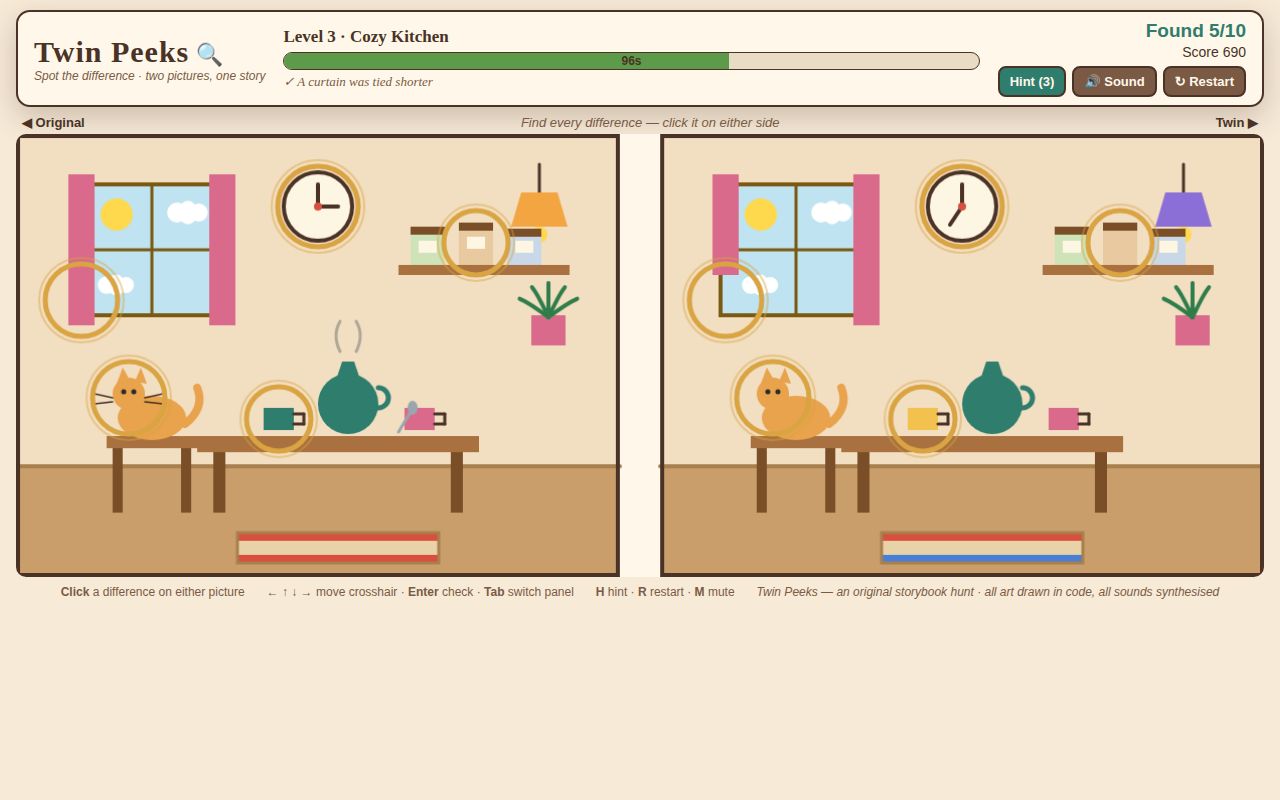 Twin Peeks 🔍
Spot the difference · two pictures, one story
Level 3 · Cozy Kitchen
96s
✓ A curtain was tied shorter
Found 5/10
Score 690
Hint (3)
🔊 Sound
↻ Restart
◀ Original
Find every difference — click it on either side
Twin ▶
Click a difference on either picture
← ↑ ↓ → move crosshair · Enter check · Tab switch panel
H hint · R restart · M mute
Twin Peeks — an original storybook hunt · all art drawn in code, all sounds synthesised